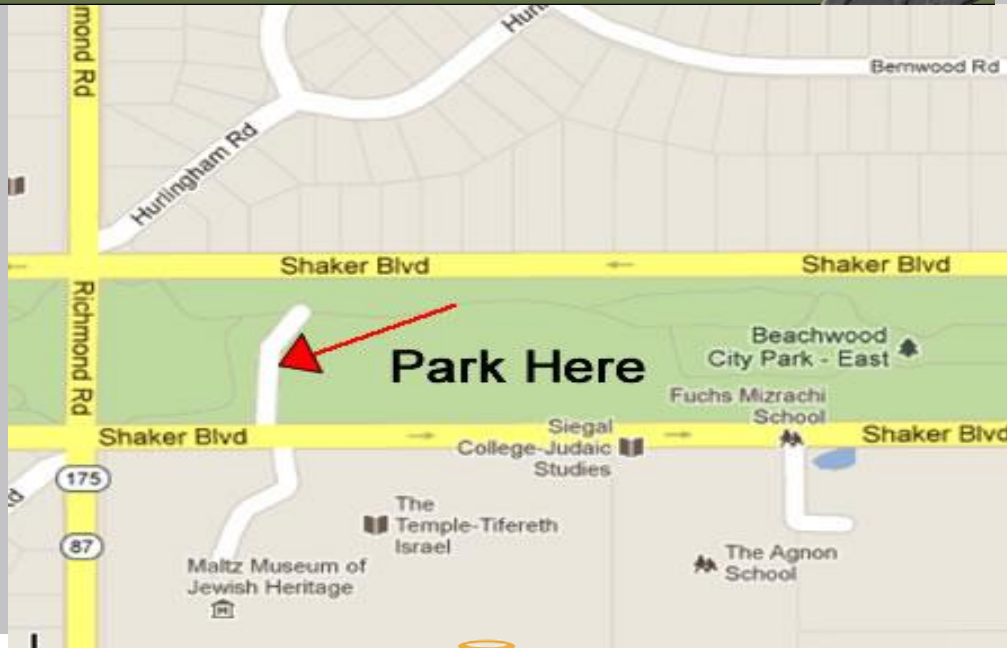 mond Rd
Hurl
Bernwood Rd
Hurlingham Rd
Shaker Blvd
Shaker Blvd
Richmond Rd
Park Here
Beachwood
City Park - East
Fuchs Mizrachi
School
Shaker Blvd
Siegal
College-Judaic
Studies
Shaker Blvd
175
The
Temple-Tifereth
Israel
87
Maltz Museum of
Jewish Heritage
The Agnon
School